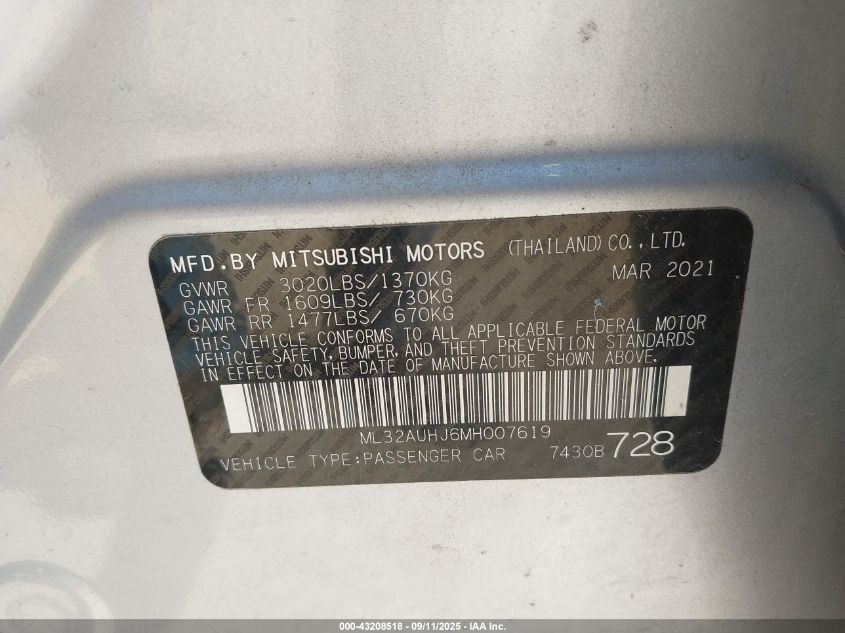 MFD.BY MITSUBISHI MOTORS (THAILAND) CO., LTD.
GVWR 3020LBS/1370KG MAR 2021
GAWR FR 1609LBS/ 730KG
GAWR RR 1477LBS/ 670KG
THIS VEHICLE CONFORMS TO ALL APPLICABLE FEDERAL MOTOR
VEHICLE SAFETY, BUMPER, AND THEFT PREVENTION STANDARDS
IN EFFECT ON THE DATE OF MANUFACTURE SHOWN ABOVE.
ML32AUHJ6MH007619
VEHICLE TYPE:PASSENGER CAR 7430B 728
000-43208518 - 09/11/2025 - IAA Inc.